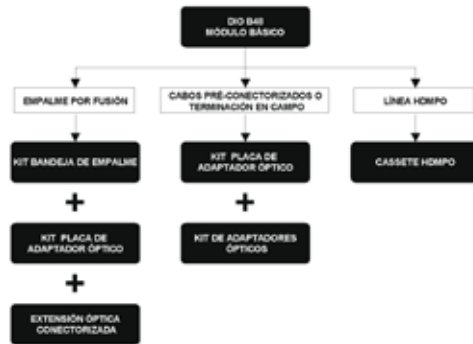 DIO B48
MÓDULO BÁSICO
EMPALME POR FUSIÓN
CABOS PRÉ-CONECTORIZADOS O
TERMINACIÓN EN CAMPO
LÍNEA HDMPO
KIT BANDEJA DE EMPALME
KIT PLACA DE
ADAPTADOR ÓPTICO
CASSETE HDMPO
+
+
KIT PLACA DE
ADAPTADOR ÓPTICO
KIT DE ADAPTADORES
ÓPTICOS
+
EXTENSIÓN ÓPTICA
CONECTORIZADA